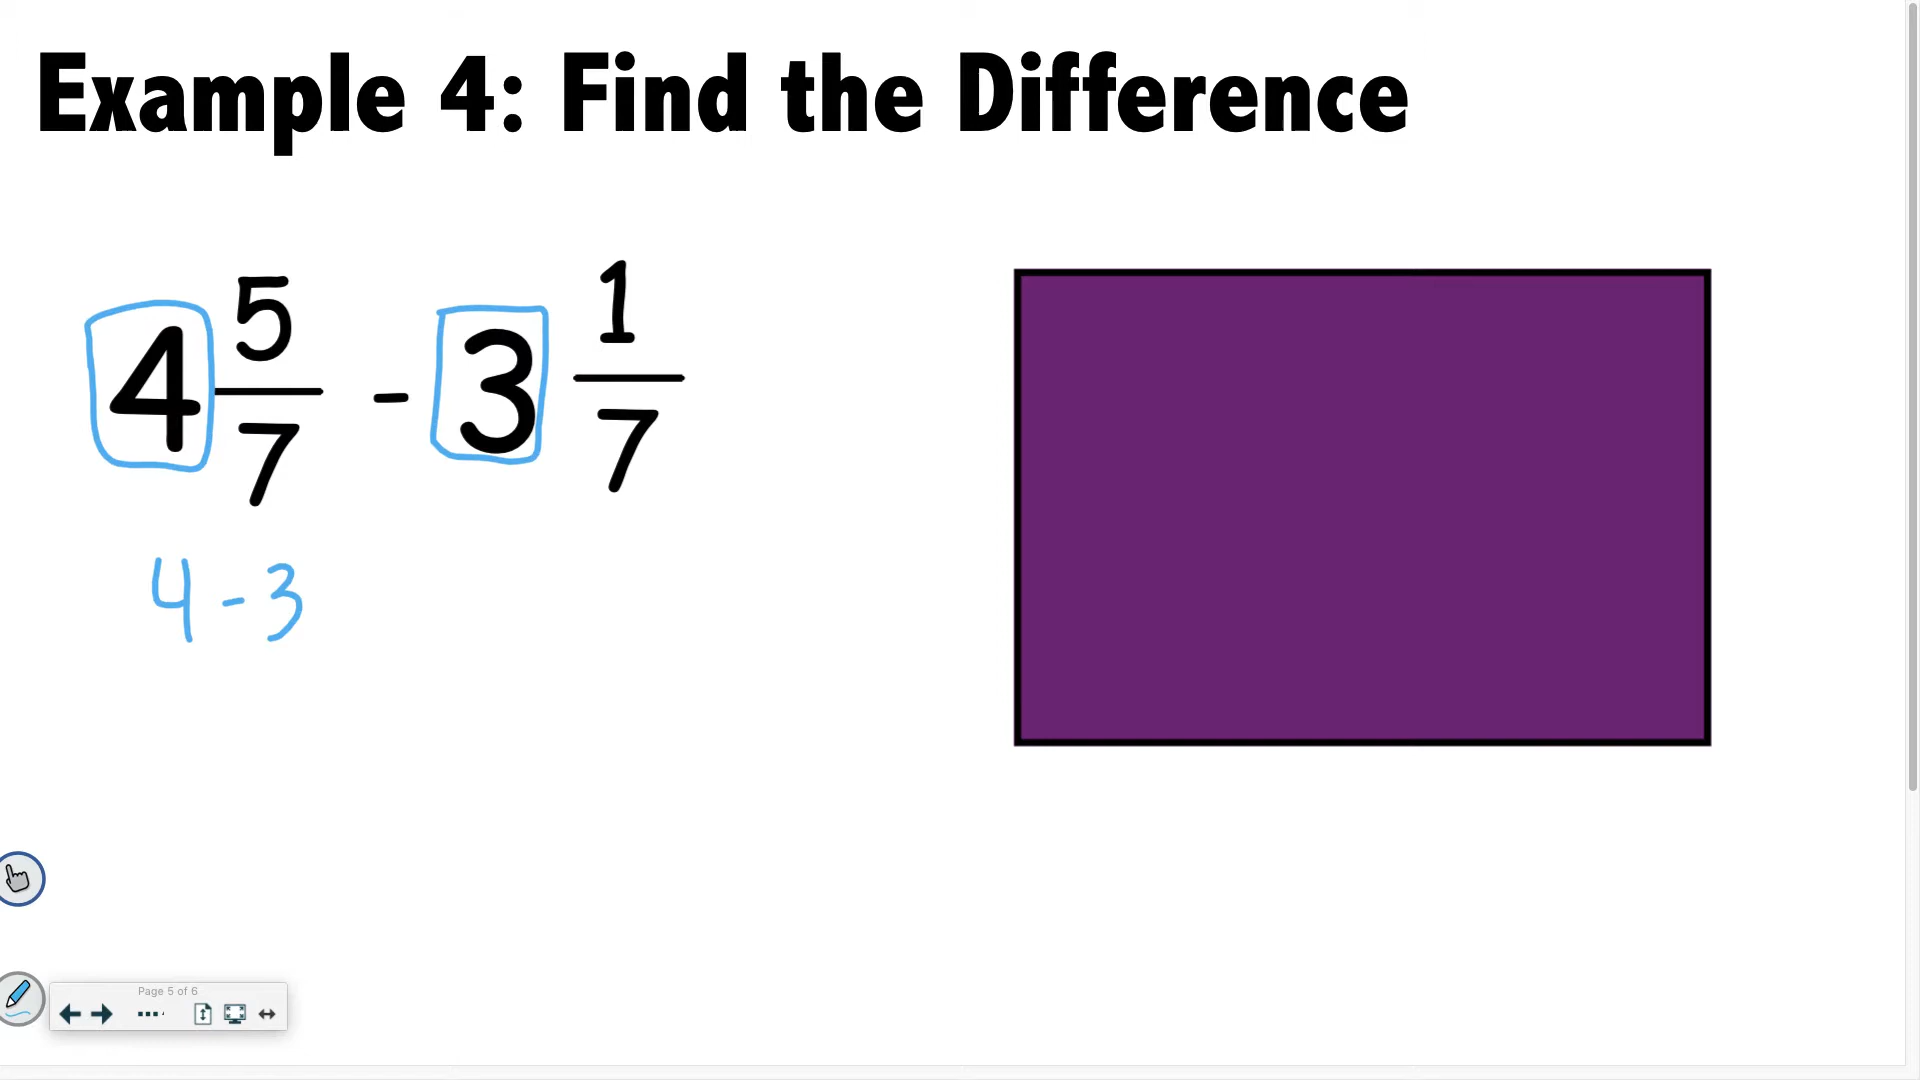 Example 4: Find the Difference
4 5/7 - 3 1/7
4 - 3
Page 5 of 6